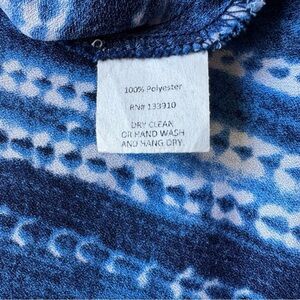 100% Polyester
RN# 133910
DRY CLEAN
OR HAND WASH
AND HANG DRY